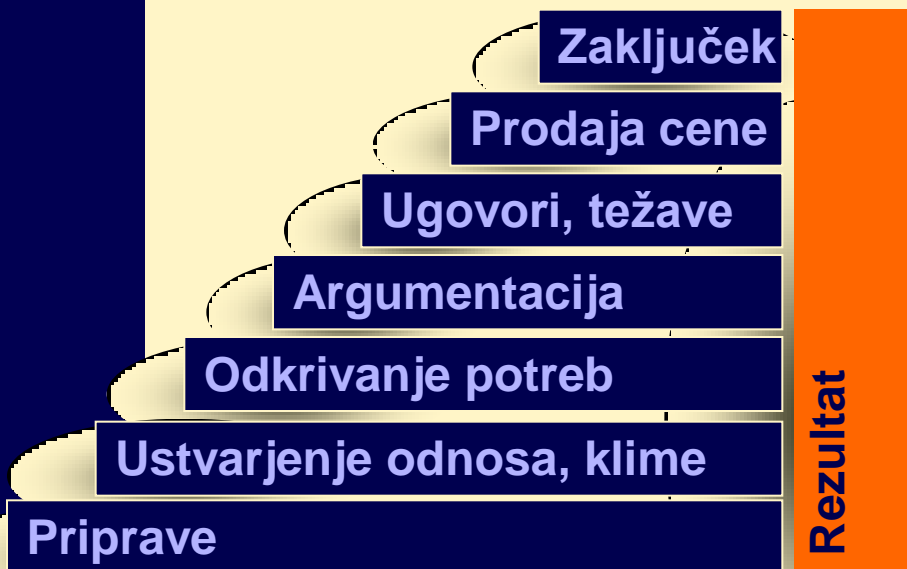 Zaključek
Prodaja cene
Ugovori, težave
Argumentacija
Odkrivanje potreb
Ustvarjenje odnosa, klime
Priprave
Rezultat